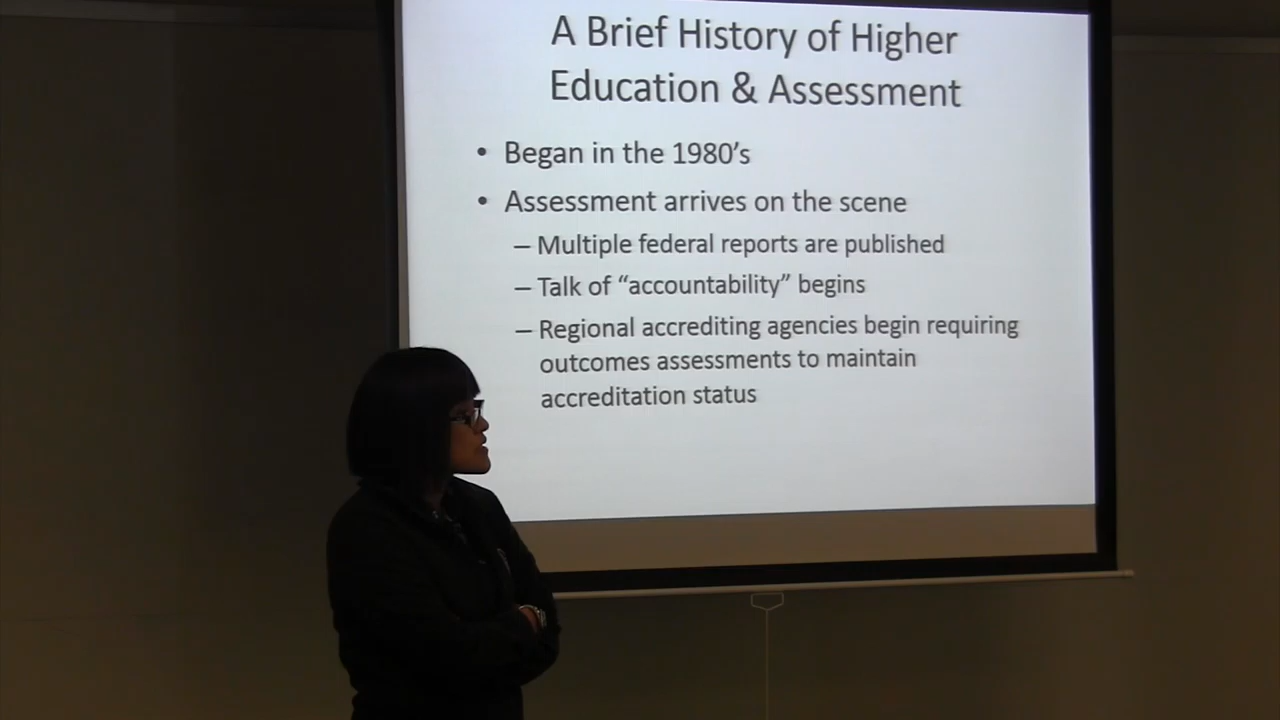 A Brief History of Higher
Education & Assessment
• Began in the 1980’s
• Assessment arrives on the scene
– Multiple federal reports are published
– Talk of “accountability” begins
– Regional accrediting agencies begin requiring
outcomes assessments to maintain
accreditation status